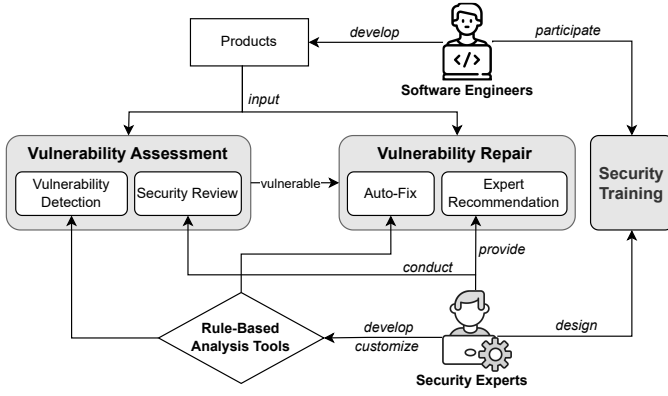 Products
develop
participate
</>
Software Engineers
input
Vulnerability Assessment
Vulnerability
Detection
Security Review
vulnerable
Vulnerability Repair
Auto-Fix
Expert
Recommendation
Security
Training
provide
conduct
Rule-Based
Analysis Tools
develop
customize
design
Security Experts